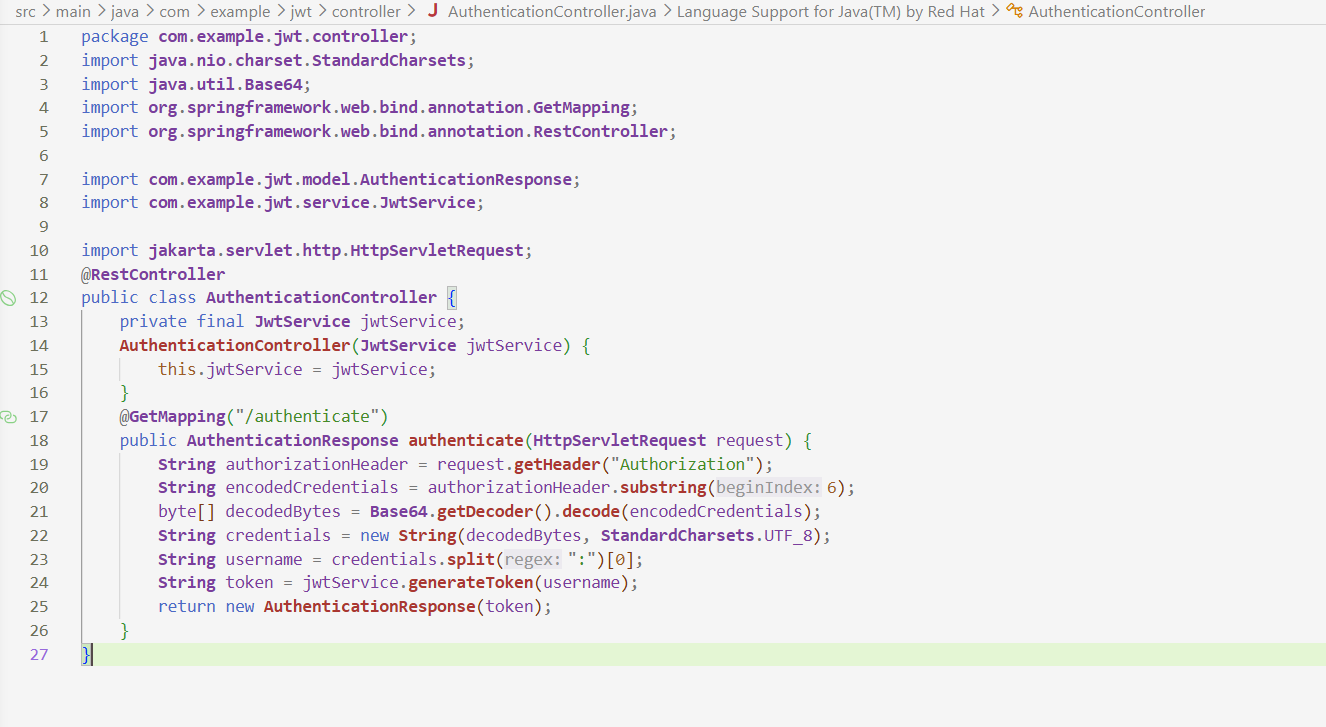 src > main > java > com > example > jwt > controller > J AuthenticationController.java > Language Support for Java(TM) by Red Hat > AuthenticationController
1 package com.example.jwt.controller;
2 import java.nio.charset.StandardCharsets;
3 import java.util.Base64;
4 import org.springframework.web.bind.annotation.GetMapping;
5 import org.springframework.web.bind.annotation.RestController;
6
7 import com.example.jwt.model.AuthenticationResponse;
8 import com.example.jwt.service.JwtService;
9
10 import jakarta.servlet.http.HttpServletRequest;
11 @RestController
12 public class AuthenticationController {
13     private final JwtService jwtService;
14     AuthenticationController(JwtService jwtService) {
15         this.jwtService = jwtService;
16     }
17     @GetMapping("/authenticate")
18     public AuthenticationResponse authenticate(HttpServletRequest request) {
19         String authorizationHeader = request.getHeader("Authorization");
20         String encodedCredentials = authorizationHeader.substring(beginIndex: 6);
21         byte[] decodedBytes = Base64.getDecoder().decode(encodedCredentials);
22         String credentials = new String(decodedBytes, StandardCharsets.UTF_8);
23         String username = credentials.split(regex: ":")[0];
24         String token = jwtService.generateToken(username);
25         return new AuthenticationResponse(token);
26     }
27 }